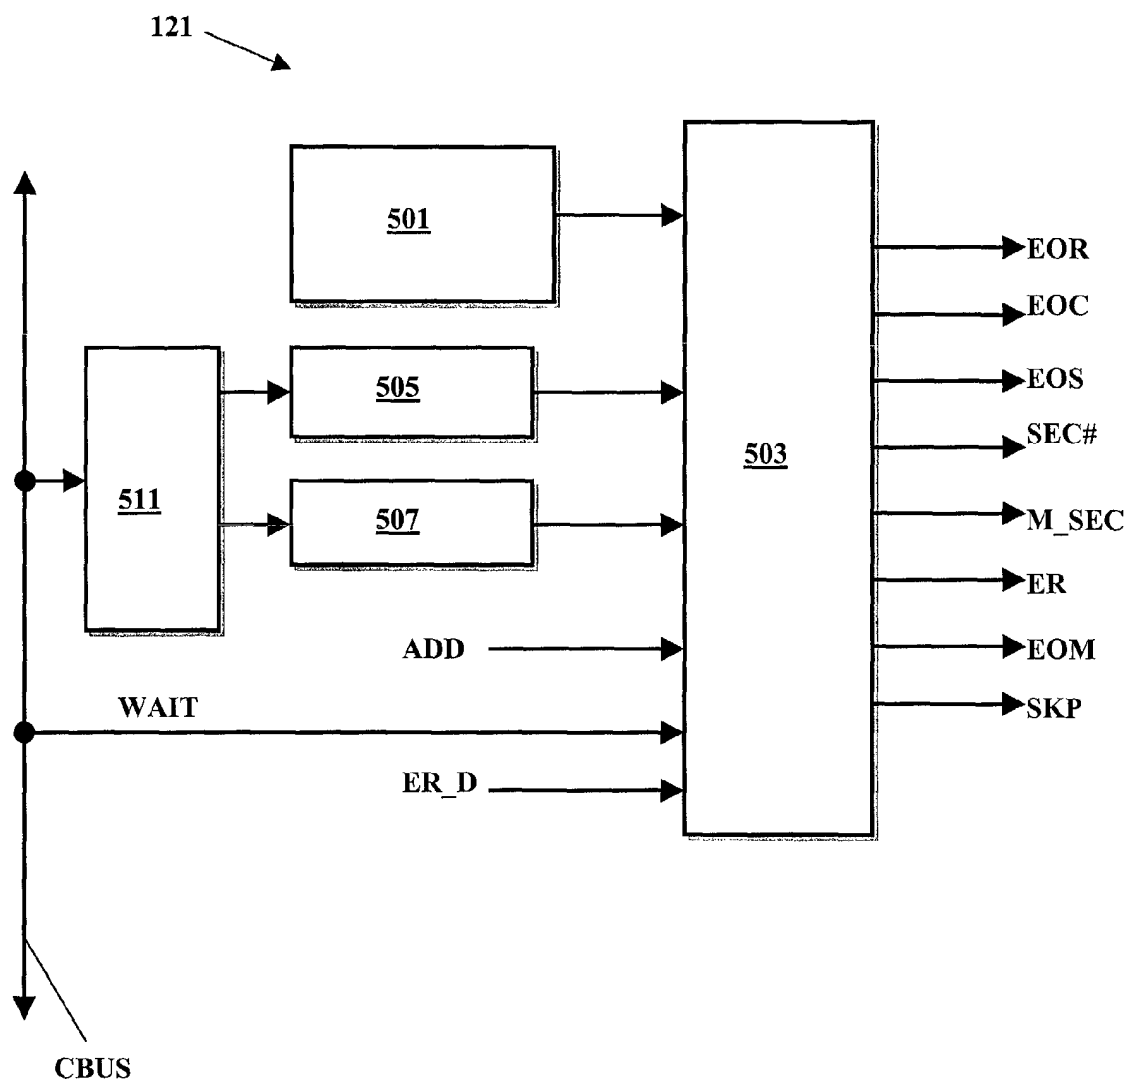 121
501
EOR
EOC
505
EOS
SEC#
503
511
507
M_SEC
ER
ADD
EOM
WAIT
SKP
ER_D
CBUS